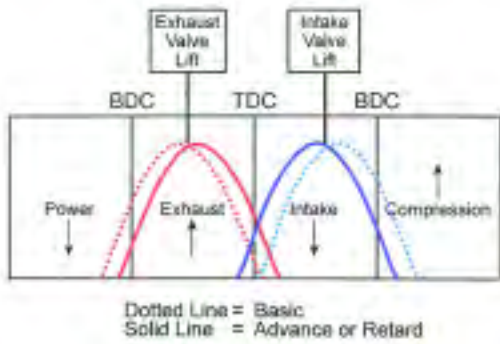 Exhaust
Valve
Lift
Intake
Valve
Lift
BDC
TDC
BDC
Power
Exhaust
Intake
Compression
Dotted Line = Basic
Solid Line = Advance or Retard